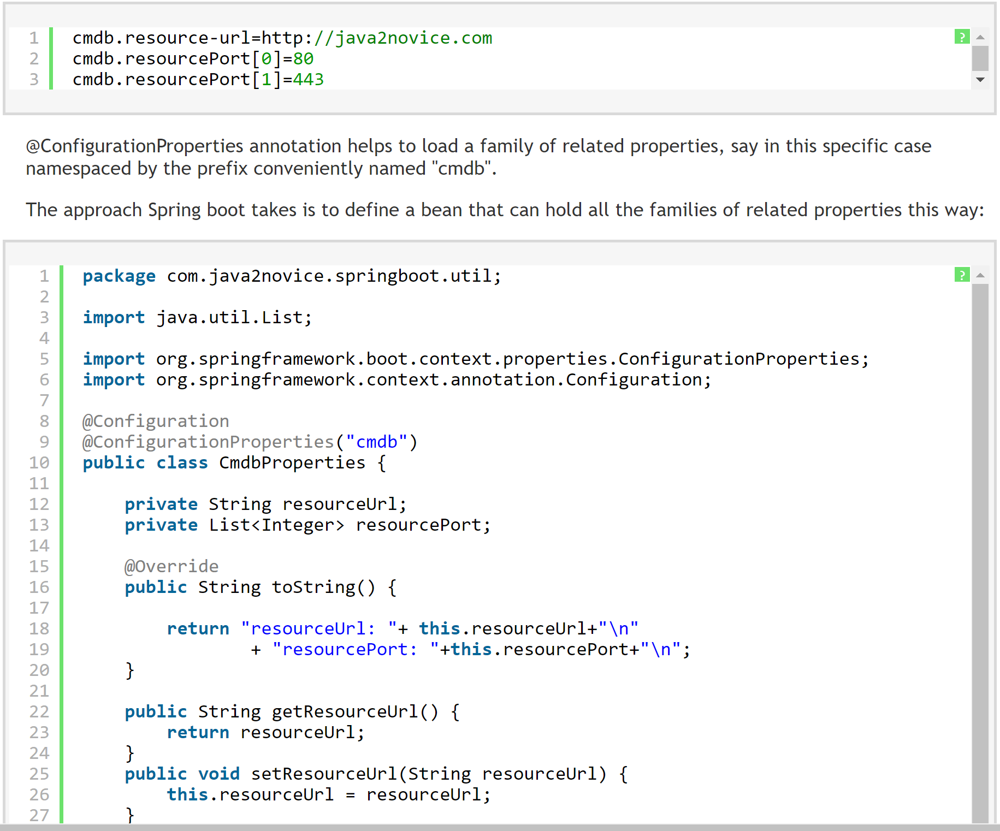 1 cmdb.resource-url=http://java2novice.com ?
2 cmdb.resourcePort[0]=80
3 cmdb.resourcePort[1]=443
@ConfigurationProperties annotation helps to load a family of related properties, say in this specific case
namespaced by the prefix conveniently named "cmdb".
The approach Spring boot takes is to define a bean that can hold all the families of related properties this way:
1 package com.java2novice.springboot.util; ?
2
3 import java.util.List;
4
5 import org.springframework.boot.context.properties.ConfigurationProperties;
6 import org.springframework.context.annotation.Configuration;
7
8 @Configuration
9 @ConfigurationProperties("cmdb")
10 public class CmdbProperties {
11
12     private String resourceUrl;
13     private List<Integer> resourcePort;
14
15     @Override
16     public String toString() {
17
18         return "resourceUrl: "+ this.resourceUrl+"\n"
19                 + "resourcePort: "+this.resourcePort+"\n";
20     }
21
22     public String getResourceUrl() {
23         return resourceUrl;
24     }
25     public void setResourceUrl(String resourceUrl) {
26         this.resourceUrl = resourceUrl;
27     }